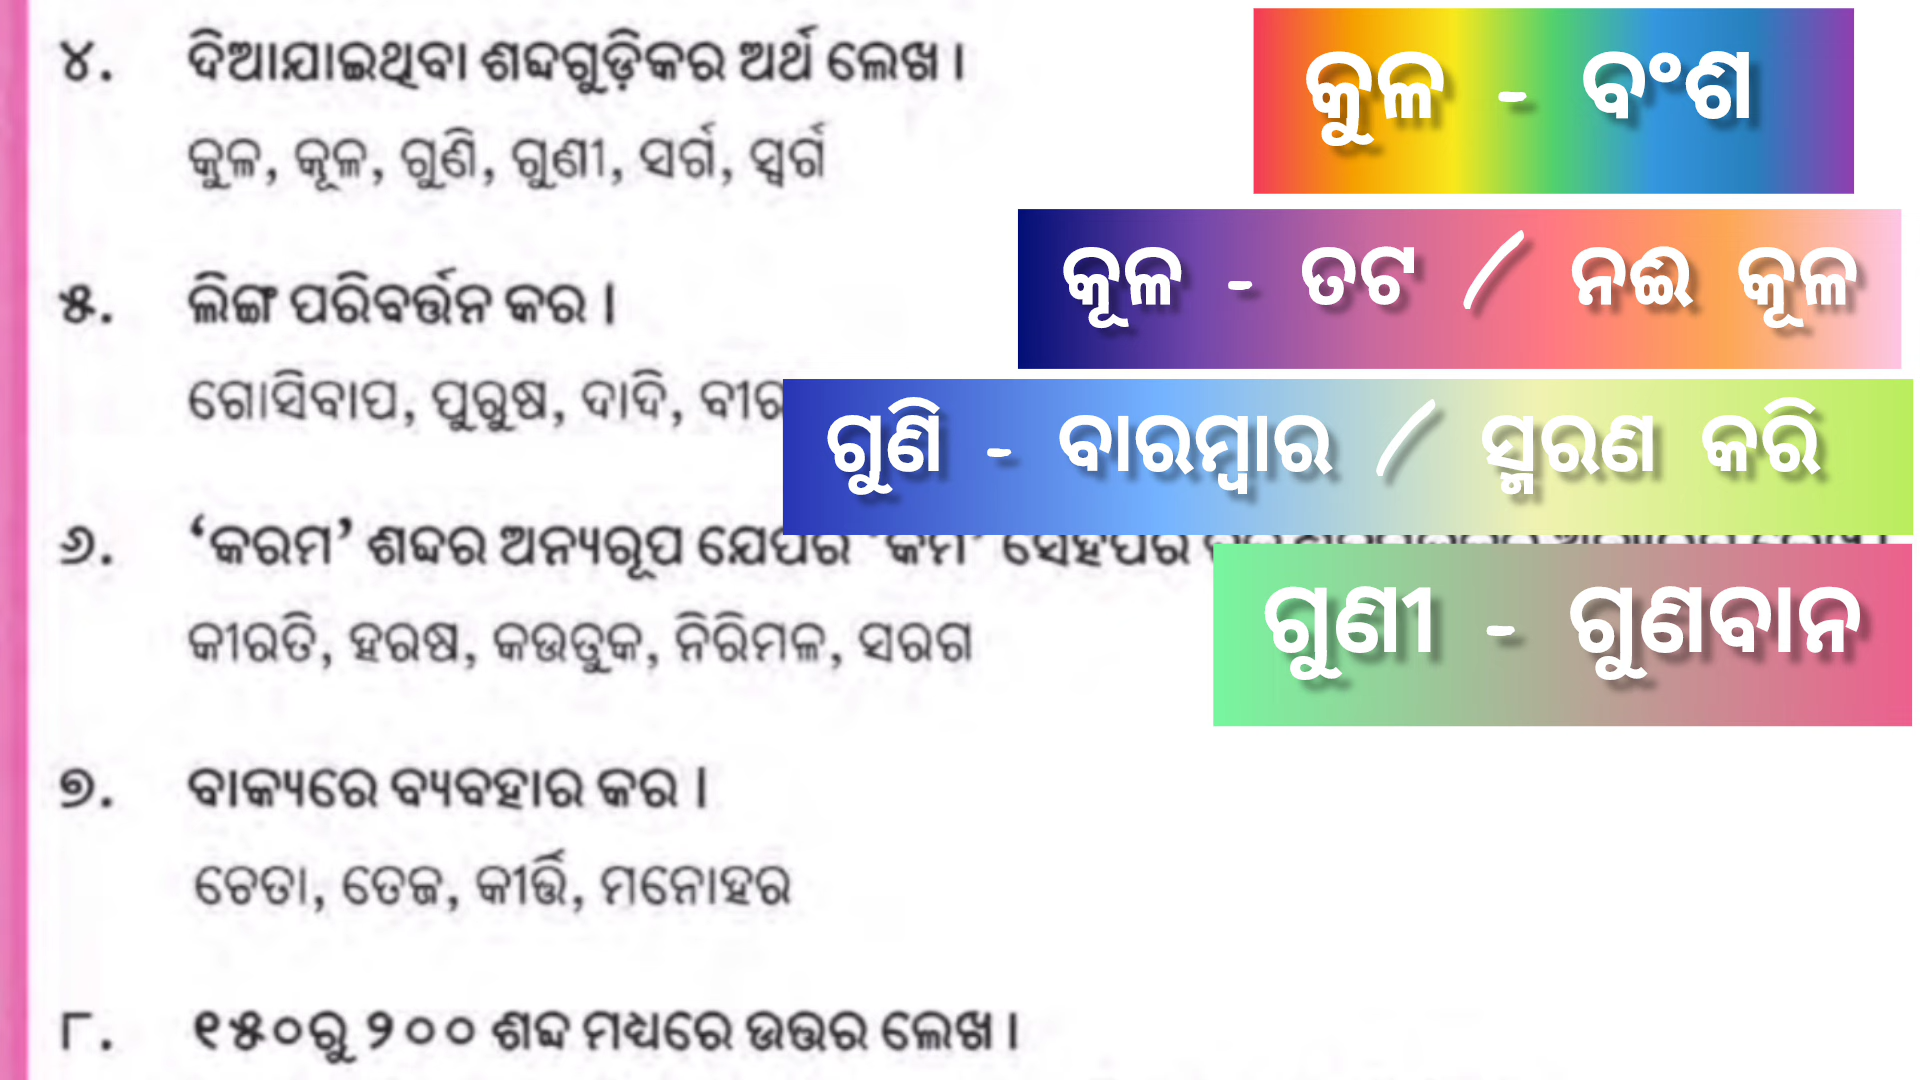 ୪. ଦିଆଯାଇଥିବା ଶବ୍ଦଗୁଡ଼ିକର ଅର୍ଥ ଲେଖ ।
କୁଳ, କୂଳ, ଗୁଣି, ଗୁଣୀ, ସର୍ଗ, ସ୍ୱର୍ଗ
କୁଳ - ବଂଶ
କୂଳ - ତଟ / ନଈ କୂଳ
୫. ଲିଙ୍ଗ ପରିବର୍ତ୍ତନ କର ।
ଗୋସିବାପ, ପୁରୁଷ, ଦାଦି, ବୀର
ଗୁଣି - ବାରମ୍ବାର / ସ୍ମରଣ କରି
୬. ‘କରମ’ ଶବ୍ଦର ଅନ୍ୟରୂପ ଯେପରି ‘କର୍ମ’ ସେହିପରି
ଗୁଣୀ - ଗୁଣବାନ
କୀରତି, ହରଷ, କଉତୁକ, ନିରିମଳ, ସରଗ
୭. ବାକ୍ୟରେ ବ୍ୟବହାର କର ।
ଚେତା, ତେଜ, କୀର୍ତ୍ତି, ମନୋହର
୮. ୧୫୦ରୁ ୨୦୦ ଶବ୍ଦ ମଧ୍ୟରେ ଉତ୍ତର ଲେଖ ।